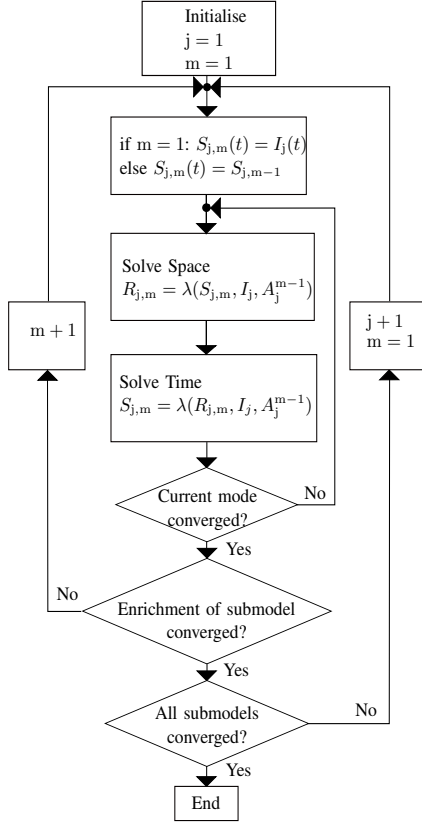 Initialise
j = 1
m = 1
if m = 1: S_{j,m}(t) = I_j(t)
else S_{j,m}(t) = S_{j,m−1}
Solve Space
R_{j,m} = λ(S_{j,m}, I_j, A_j^{m−1})
m + 1
j + 1
m = 1
Solve Time
S_{j,m} = λ(R_{j,m}, I_j, A_j^{m−1})
Current mode
converged?
No
Yes
No
Enrichment of submodel
converged?
Yes
All submodels
converged?
No
Yes
End